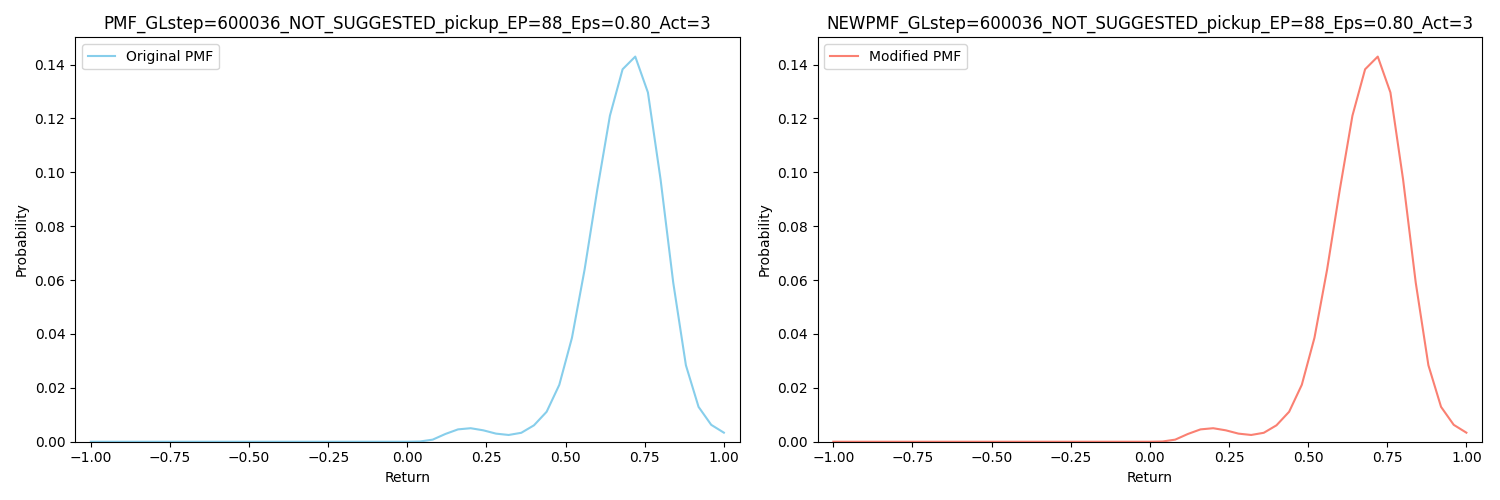 PMF_GLstep=600036_NOT_SUGGESTED_pickup_EP=88_Eps=0.80_Act=3
Original PMF
Probability
0.14
0.12
0.10
0.08
0.06
0.04
0.02
0.00
−1.00 −0.75 −0.50 −0.25 0.00 0.25 0.50 0.75 1.00
Return
NEWPMF_GLstep=600036_NOT_SUGGESTED_pickup_EP=88_Eps=0.80_Act=3
Modified PMF
Probability
0.14
0.12
0.10
0.08
0.06
0.04
0.02
0.00
−1.00 −0.75 −0.50 −0.25 0.00 0.25 0.50 0.75 1.00
Return